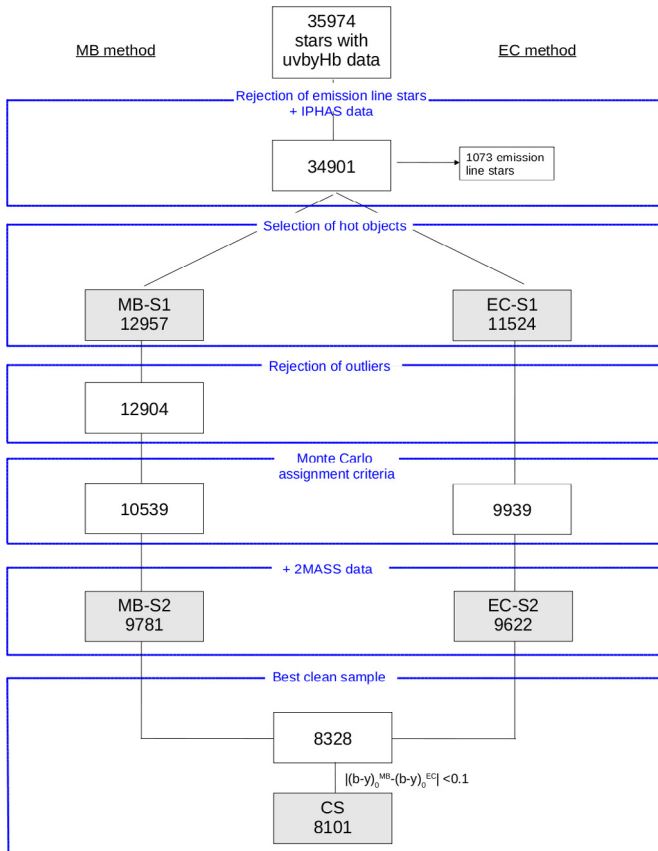 35974
stars with
uvbyHb data
MB method
EC method
Rejection of emission line stars
+ IPHAS data
34901
1073 emission
line stars
Selection of hot objects
MB-S1
12957
EC-S1
11524
Rejection of outliers
12904
Monte Carlo
assignment criteria
10539
9939
+ 2MASS data
MB-S2
9781
EC-S2
9622
Best clean sample
8328
|(b-y)₀ᴹᴮ-(b-y)₀ᴱC| <0.1
CS
8101